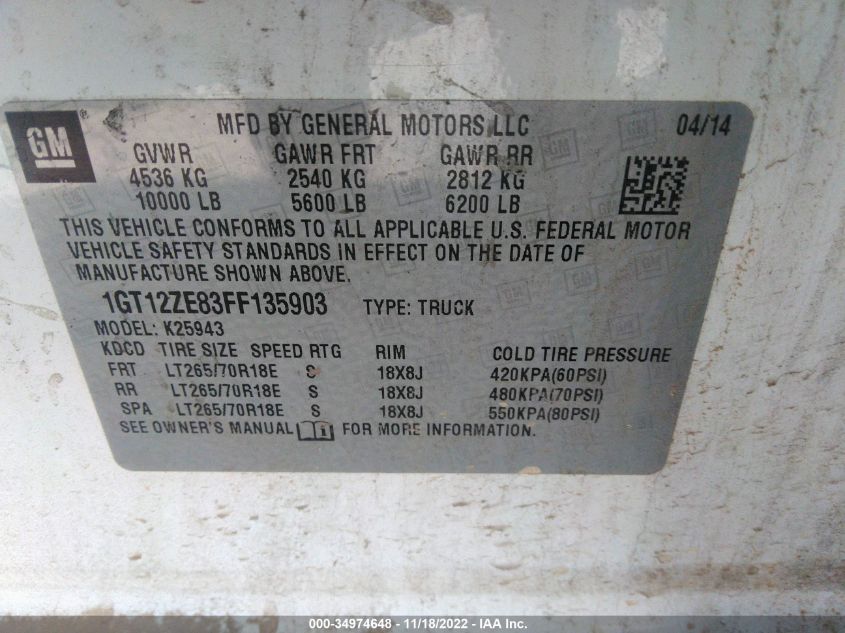 GM
MFD BY GENERAL MOTORS LLC 04/14
GVWR GAWR FRT GAWR RR
4536 KG 2540 KG 2812 KG
10000 LB 5600 LB 6200 LB
THIS VEHICLE CONFORMS TO ALL APPLICABLE U.S. FEDERAL MOTOR
VEHICLE SAFETY STANDARDS IN EFFECT ON THE DATE OF
MANUFACTURE SHOWN ABOVE.
1GT12ZE83FF135903 TYPE: TRUCK
MODEL: K25943
KDCD TIRE SIZE SPEED RTG RIM COLD TIRE PRESSURE
FRT LT265/70R18E S 18X8J 420KPA(60PSI)
RR LT265/70R18E S 18X8J 480KPA(70PSI)
SPA LT265/70R18E S 18X8J 550KPA(80PSI)
SEE OWNER'S MANUAL i FOR MORE INFORMATION.
000-34974648 - 11/18/2022 - IAA Inc.